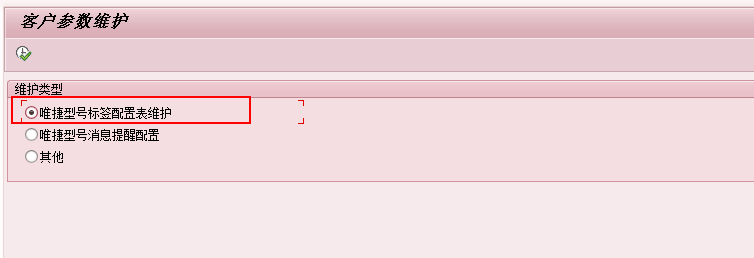 客户参数维护
维护类型
唯捷型号标签配置表维护
唯捷型号消息提醒配置
其他